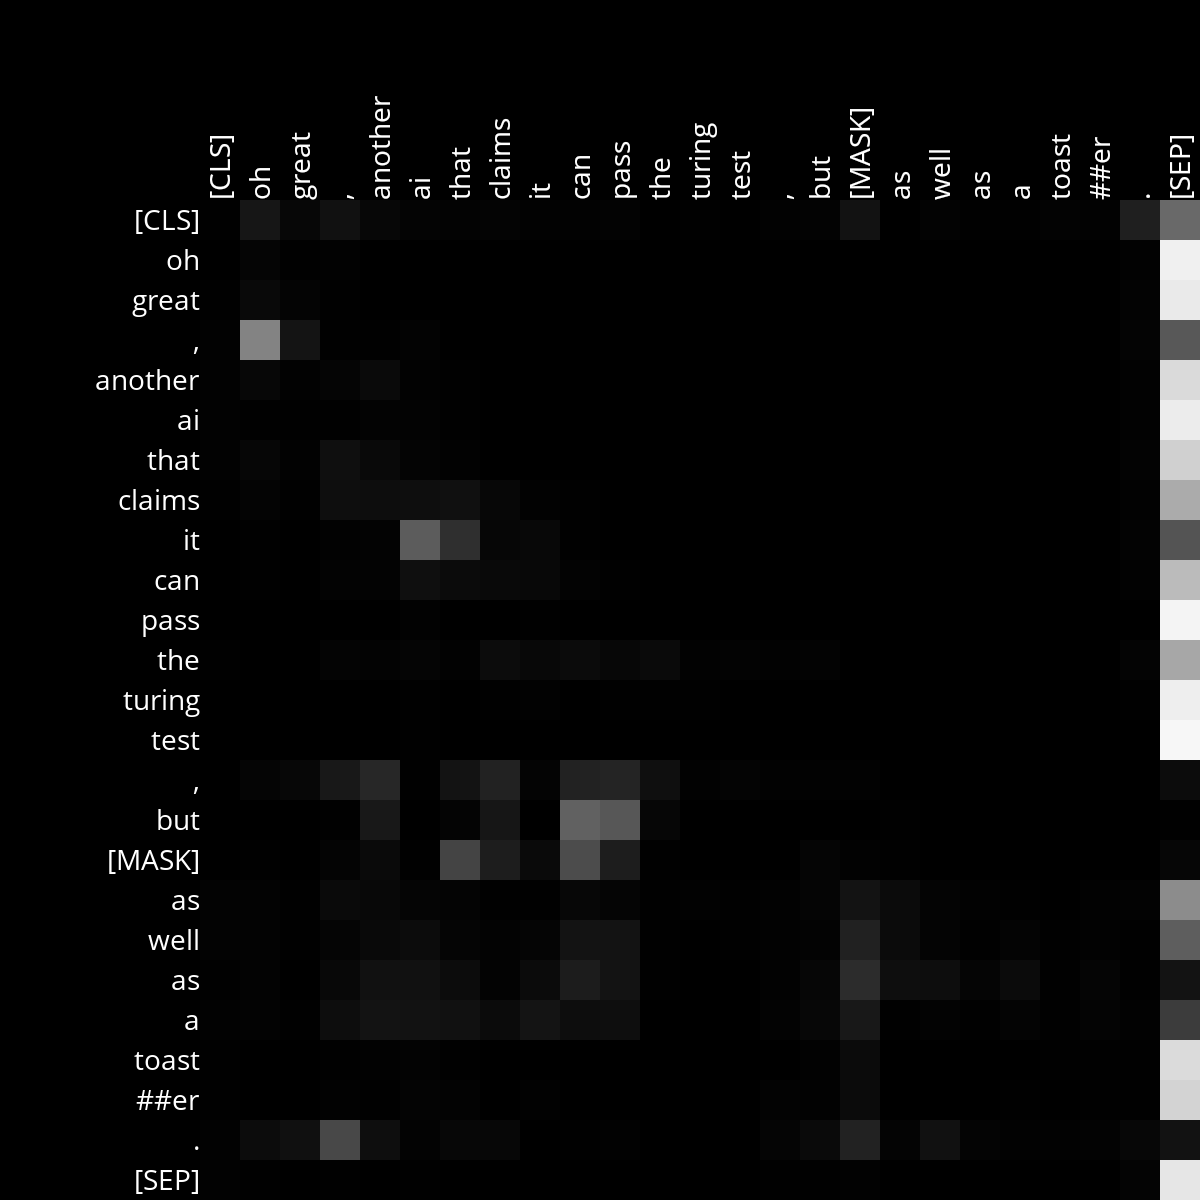 [CLS] oh great , another ai that claims it can pass the turing test , but [MASK] as well as a toast ##er . [SEP]
[CLS]
oh
great
,
another
ai
that
claims
it
can
pass
the
turing
test
,
but
[MASK]
as
well
as
a
toast
##er
.
[SEP]